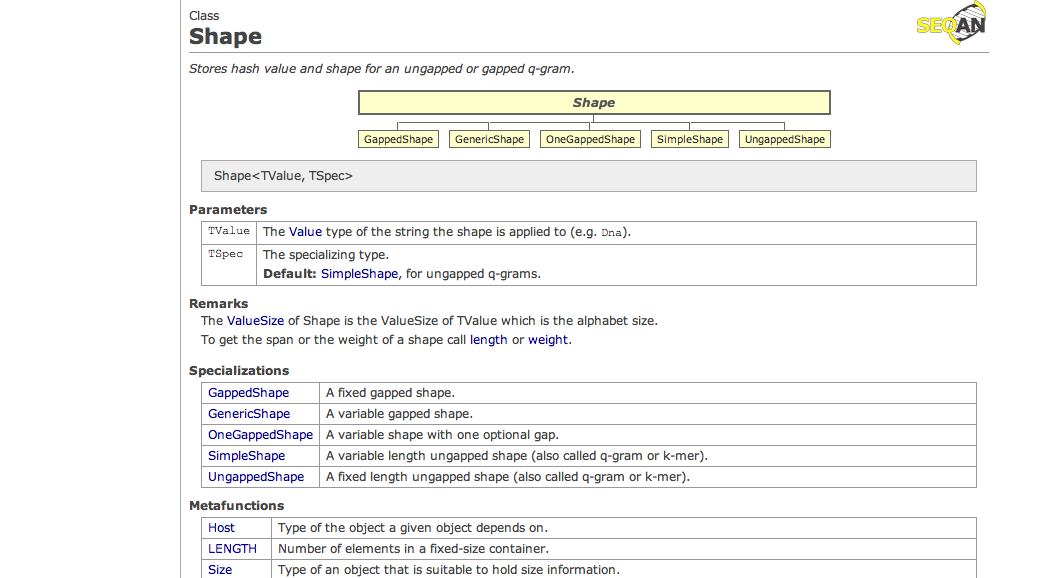 Class
Shape
SEQAN
Stores hash value and shape for an ungapped or gapped q-gram.
Shape
GappedShape GenericShape OneGappedShape SimpleShape UngappedShape
Shape<TValue, TSpec>
Parameters
TValue The Value type of the string the shape is applied to (e.g. Dna).
TSpec The specializing type.
Default: SimpleShape, for ungapped q-grams.
Remarks
The ValueSize of Shape is the ValueSize of TValue which is the alphabet size.
To get the span or the weight of a shape call length or weight.
Specializations
GappedShape A fixed gapped shape.
GenericShape A variable gapped shape.
OneGappedShape A variable shape with one optional gap.
SimpleShape A variable length ungapped shape (also called q-gram or k-mer).
UngappedShape A fixed length ungapped shape (also called q-gram or k-mer).
Metafunctions
Host Type of the object a given object depends on.
LENGTH Number of elements in a fixed-size container.
Size Type of an object that is suitable to hold size information.